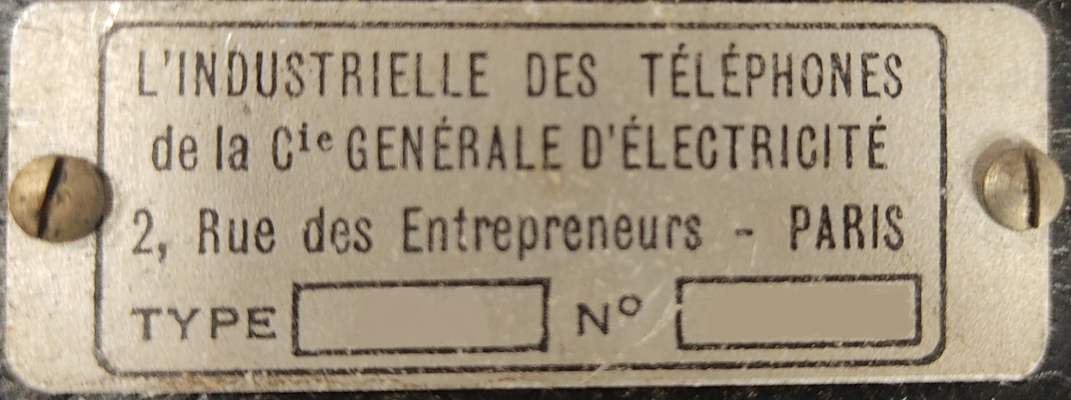 L'INDUSTRIELLE DES TÉLÉPHONES
de la Cie GENÉRALE D'ÉLECTRICITÉ
2, Rue des Entrepreneurs - PARIS
TYPE Nº